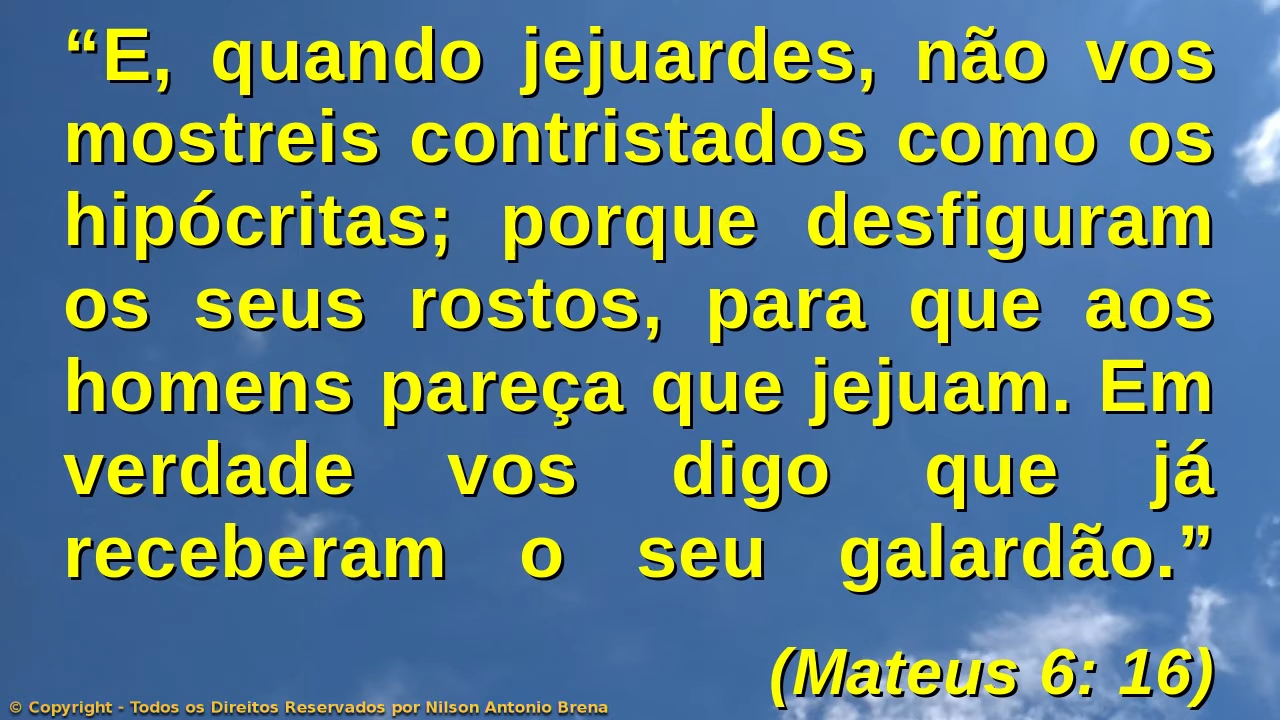 “E, quando jejuardes, não vos
mostreis contristados como os
hipócritas; porque desfiguram
os seus rostos, para que aos
homens pareça que jejuam. Em
verdade vos digo que já
receberam o seu galardão.”
(Mateus 6: 16)
© Copyright - Todos os Direitos Reservados por Nilson Antonio Brena